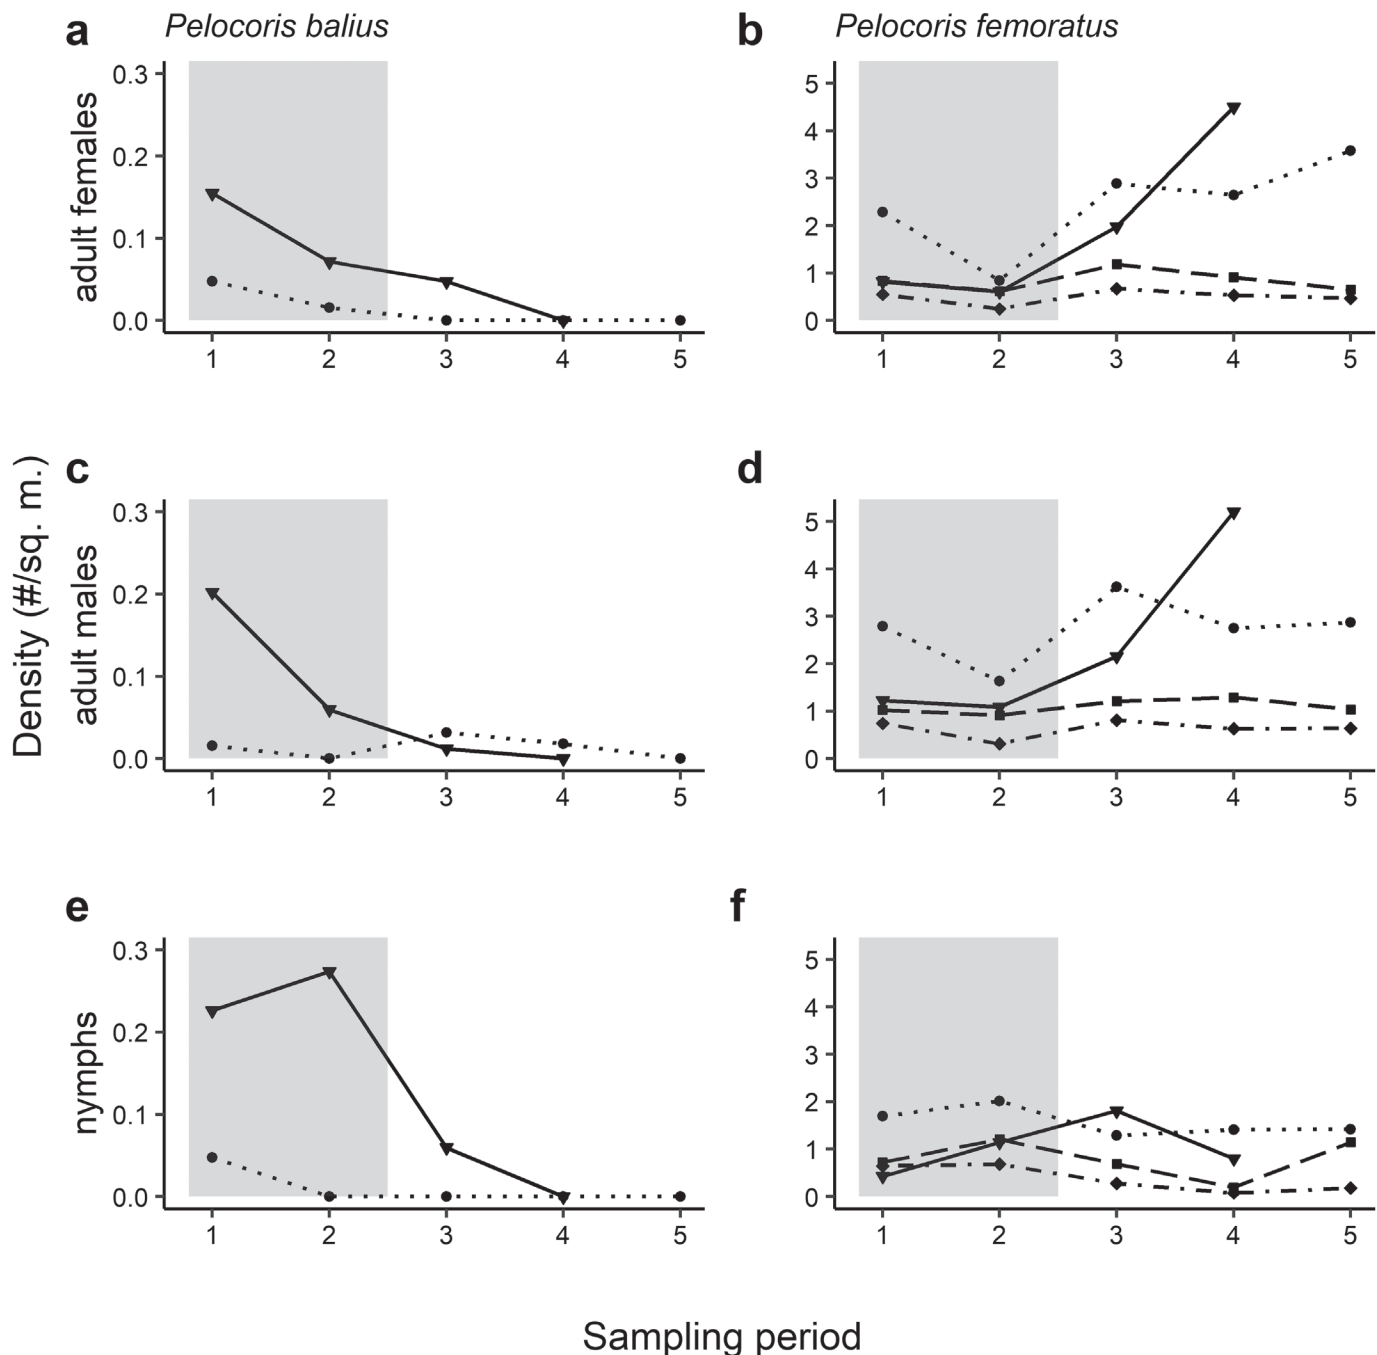 a Pelocoris balius
b Pelocoris femoratus
adult females
0.3
0.2
0.1
0.0
1 2 3 4 5
5
4
3
2
1
0
1 2 3 4 5
Density (#/sq. m.)
c
adult males
0.3
0.2
0.1
0.0
1 2 3 4 5
d
5
4
3
2
1
0
1 2 3 4 5
e
nymphs
0.3
0.2
0.1
0.0
1 2 3 4 5
f
5
4
3
2
1
0
1 2 3 4 5
Sampling period